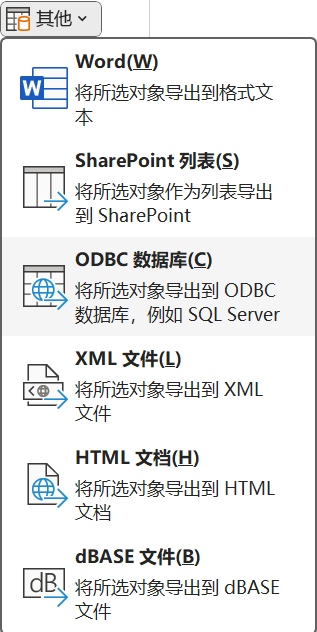 其他
Word(W)
将所选对象导出到格式文
本
SharePoint 列表(S)
将所选对象作为列表导出
到 SharePoint
ODBC 数据库(C)
将所选对象导出到 ODBC
数据库，例如 SQL Server
XML 文件(L)
将所选对象导出到 XML
文件
HTML 文档(H)
将所选对象导出到 HTML
文档
dBASE 文件(B)
将所选对象导出到 dBASE
文件